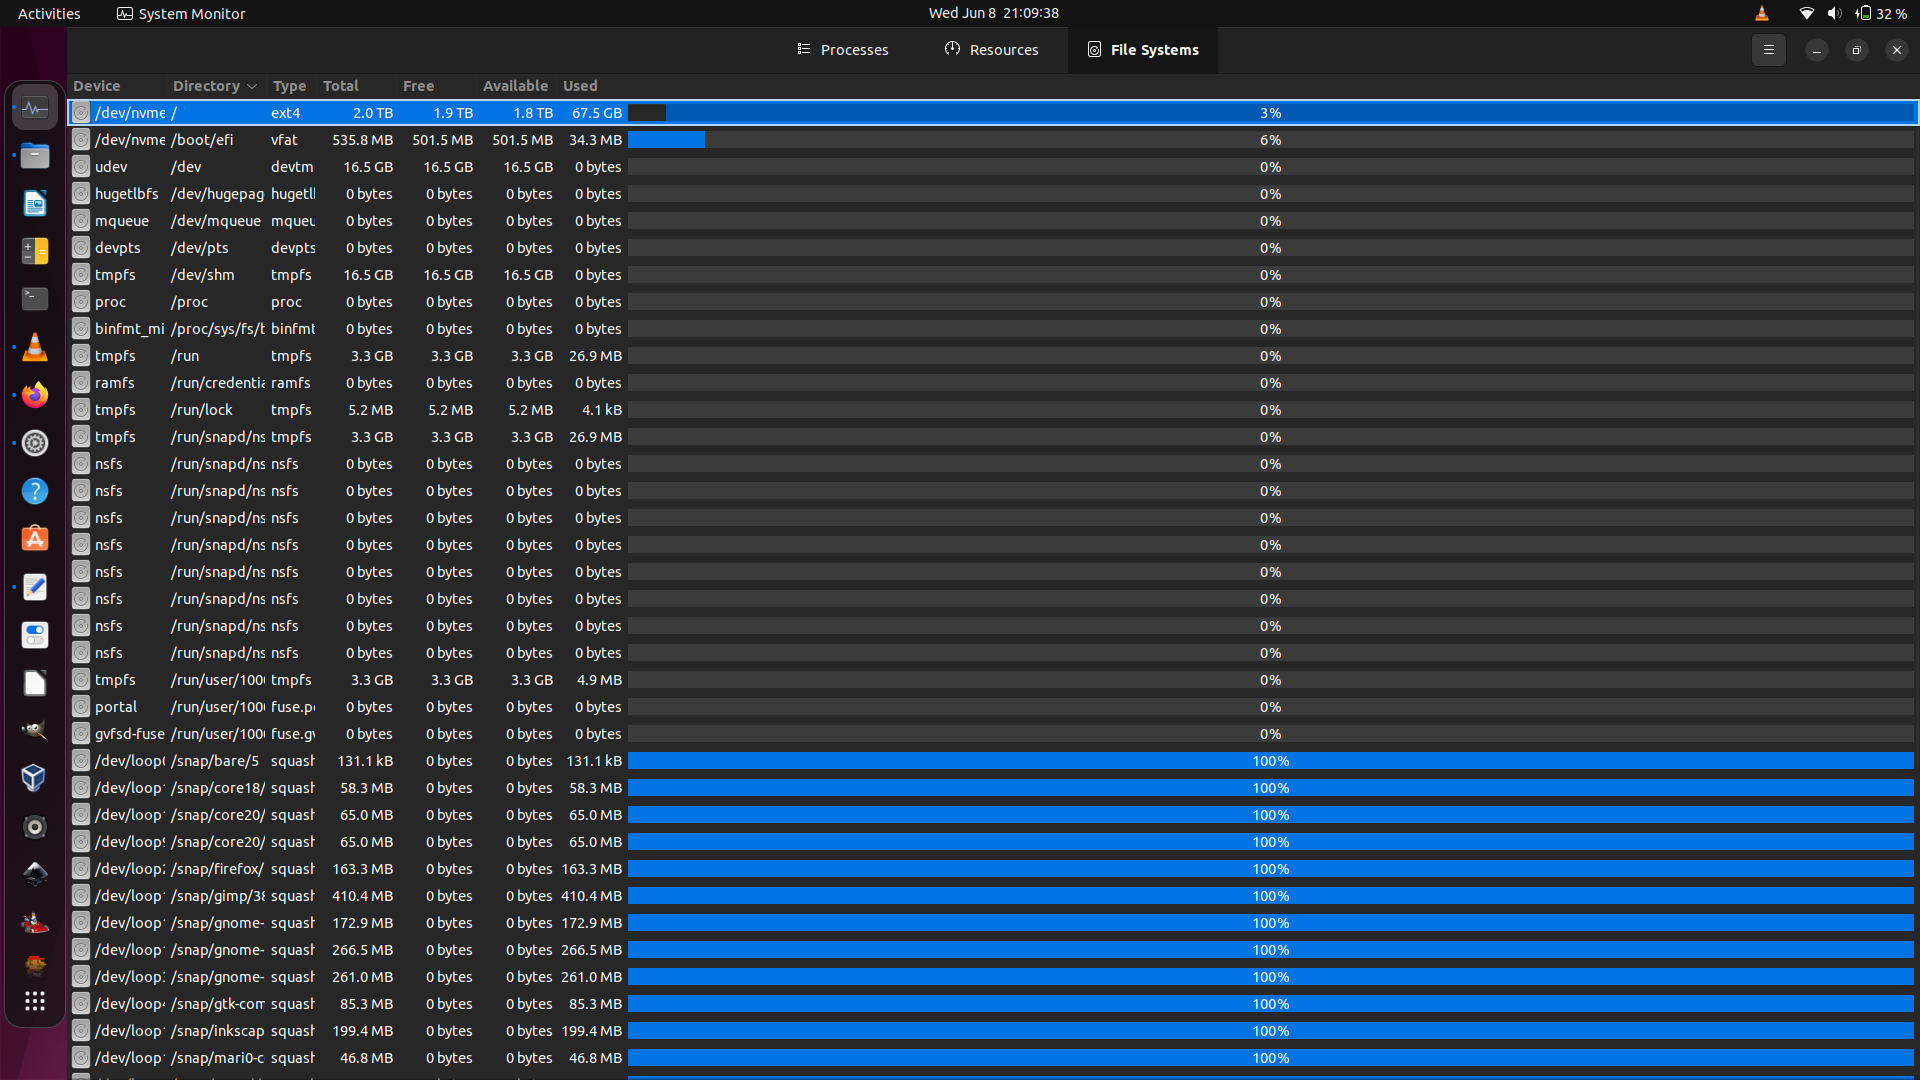 Activities System Monitor Wed Jun 8 21:09:38 32 %
Processes Resources File Systems
Device Directory Type Total Free Available Used
/dev/nvme / ext4 2.0 TB 1.9 TB 1.8 TB 67.5 GB 3%
/dev/nvme /boot/efi vfat 535.8 MB 501.5 MB 501.5 MB 34.3 MB 6%
udev /dev devtm 16.5 GB 16.5 GB 16.5 GB 0 bytes 0%
hugetlbfs /dev/hugepag hugetl 0 bytes 0 bytes 0 bytes 0 bytes 0%
mqueue /dev/mqueue mqueu 0 bytes 0 bytes 0 bytes 0 bytes 0%
devpts /dev/pts devpts 0 bytes 0 bytes 0 bytes 0 bytes 0%
tmpfs /dev/shm tmpfs 16.5 GB 16.5 GB 16.5 GB 0 bytes 0%
proc /proc proc 0 bytes 0 bytes 0 bytes 0 bytes 0%
binfmt_mi /proc/sys/fs/b binfmt 0 bytes 0 bytes 0 bytes 0 bytes 0%
tmpfs /run tmpfs 3.3 GB 3.3 GB 3.3 GB 26.9 MB 0%
ramfs /run/credentia ramfs 0 bytes 0 bytes 0 bytes 0 bytes 0%
tmpfs /run/lock tmpfs 5.2 MB 5.2 MB 5.2 MB 4.1 kB 0%
tmpfs /run/snapd/ns tmpfs 3.3 GB 3.3 GB 3.3 GB 26.9 MB 0%
nsfs /run/snapd/ns nsfs 0 bytes 0 bytes 0 bytes 0 bytes 0%
nsfs /run/snapd/ns nsfs 0 bytes 0 bytes 0 bytes 0 bytes 0%
nsfs /run/snapd/ns nsfs 0 bytes 0 bytes 0 bytes 0 bytes 0%
nsfs /run/snapd/ns nsfs 0 bytes 0 bytes 0 bytes 0 bytes 0%
nsfs /run/snapd/ns nsfs 0 bytes 0 bytes 0 bytes 0 bytes 0%
nsfs /run/snapd/ns nsfs 0 bytes 0 bytes 0 bytes 0 bytes 0%
nsfs /run/snapd/ns nsfs 0 bytes 0 bytes 0 bytes 0 bytes 0%
nsfs /run/snapd/ns nsfs 0 bytes 0 bytes 0 bytes 0 bytes 0%
tmpfs /run/user/100 tmpfs 3.3 GB 3.3 GB 3.3 GB 4.9 MB 0%
portal /run/user/100 fuse.p 0 bytes 0 bytes 0 bytes 0 bytes 0%
gvfsd-fuse /run/user/100 fuse.gv 0 bytes 0 bytes 0 bytes 0 bytes 0%
/dev/loop /snap/bare/5 squash 131.1 kB 0 bytes 0 bytes 131.1 kB 100%
/dev/loop /snap/core18/ squash 58.3 MB 0 bytes 0 bytes 58.3 MB 100%
/dev/loop /snap/core20/ squash 65.0 MB 0 bytes 0 bytes 65.0 MB 100%
/dev/loop9 /snap/core20/ squash 65.0 MB 0 bytes 0 bytes 65.0 MB 100%
/dev/loop2 /snap/firefox/ squash 163.3 MB 0 bytes 0 bytes 163.3 MB 100%
/dev/loop /snap/gimp/38 squash 410.4 MB 0 bytes 0 bytes 410.4 MB 100%
/dev/loop /snap/gnome- squash 172.9 MB 0 bytes 0 bytes 172.9 MB 100%
/dev/loop /snap/gnome- squash 266.5 MB 0 bytes 0 bytes 266.5 MB 100%
/dev/loop3 /snap/gnome- squash 261.0 MB 0 bytes 0 bytes 261.0 MB 100%
/dev/loop4 /snap/gtk-com squash 85.3 MB 0 bytes 0 bytes 85.3 MB 100%
/dev/loop /snap/inkscap squash 199.4 MB 0 bytes 0 bytes 199.4 MB 100%
/dev/loop /snap/mari0-c squash 46.8 MB 0 bytes 0 bytes 46.8 MB 100%